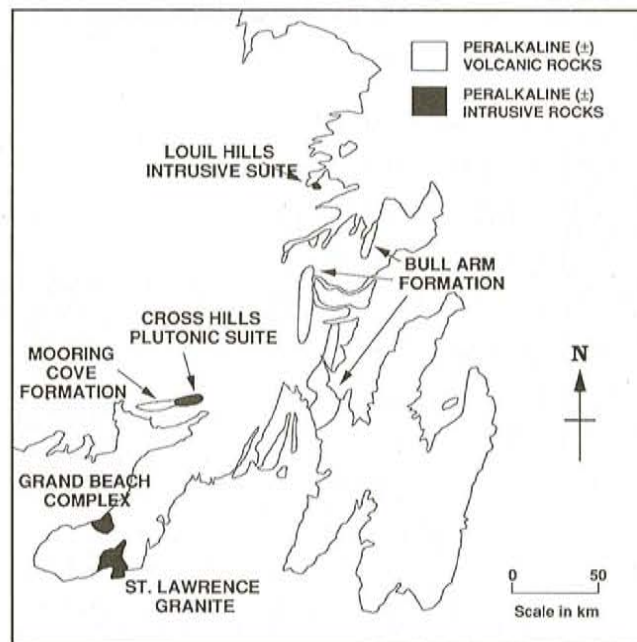 PERALKALINE (±)
VOLCANIC ROCKS
PERALKALINE (±)
INTRUSIVE ROCKS
LOUIL HILLS
INTRUSIVE SUITE
BULL ARM
FORMATION
CROSS HILLS
PLUTONIC SUITE
MOORING
COVE
FORMATION
N
GRAND BEACH
COMPLEX
ST. LAWRENCE
GRANITE
0 50
Scale in km